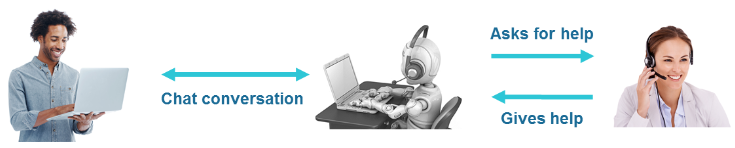 Asks for help
Chat conversation
Gives help